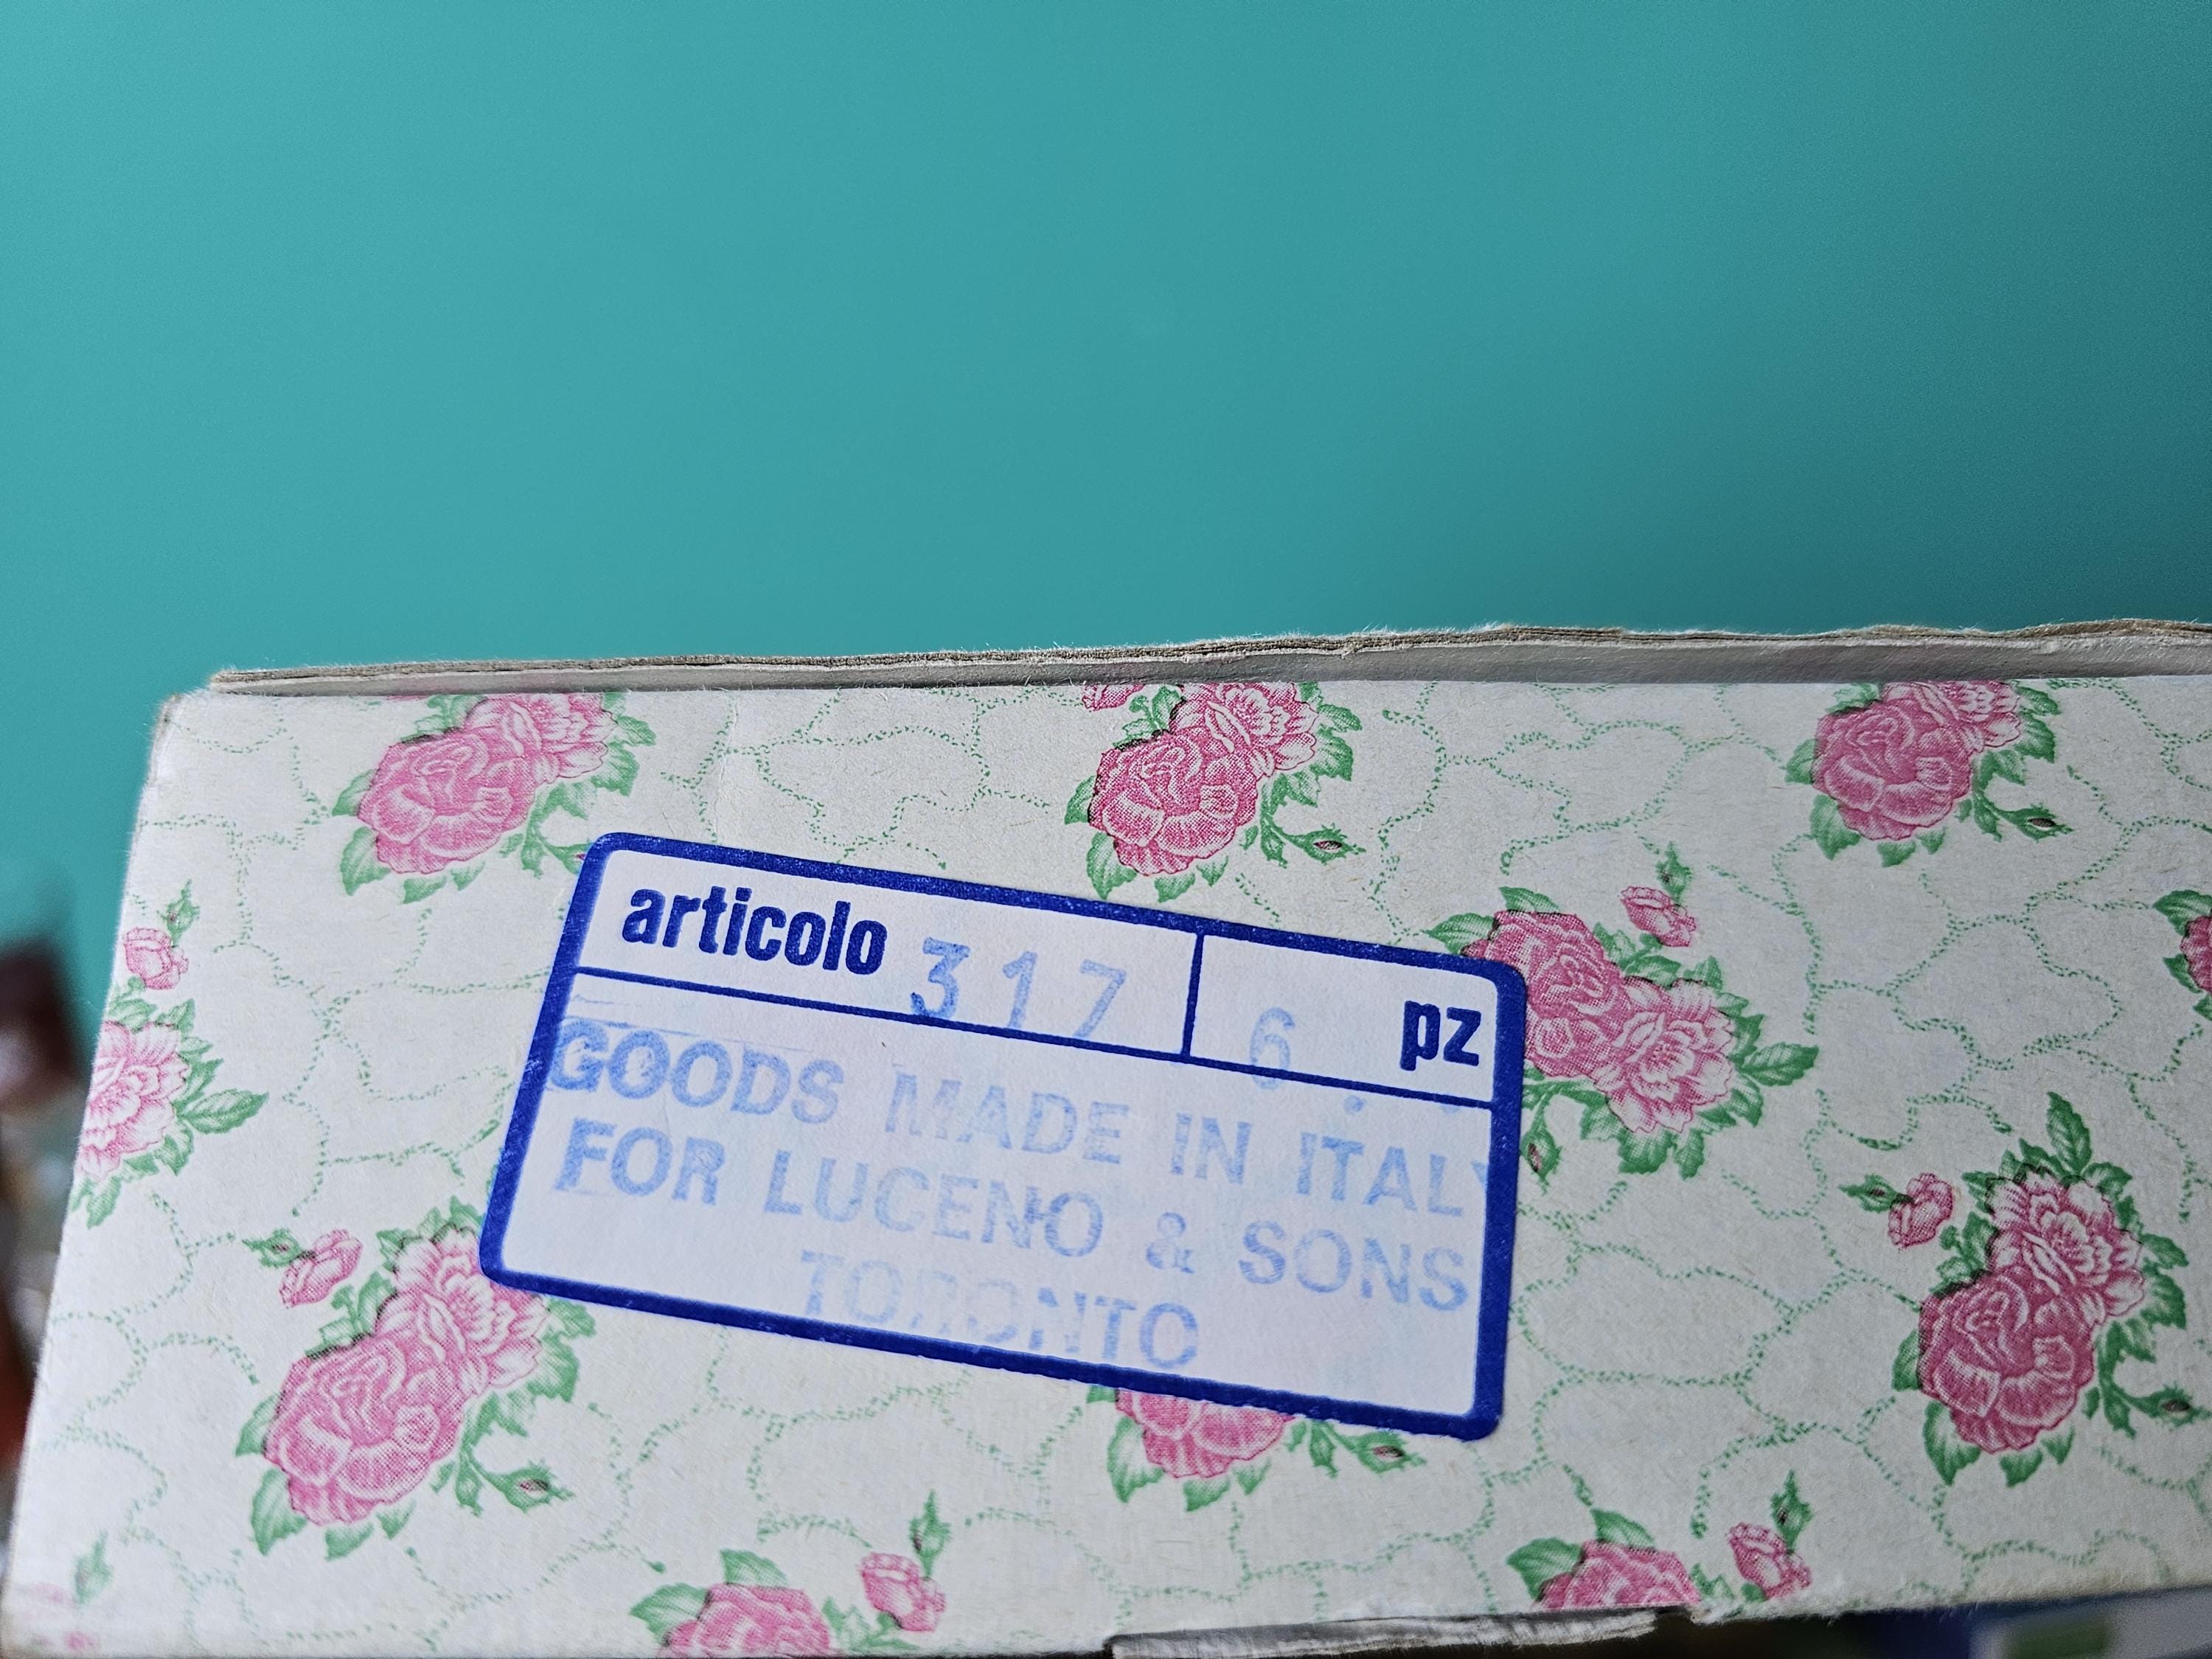 articolo 317 6 pz
GOODS MADE IN ITALY
FOR LUCENO & SONS
TORONTO